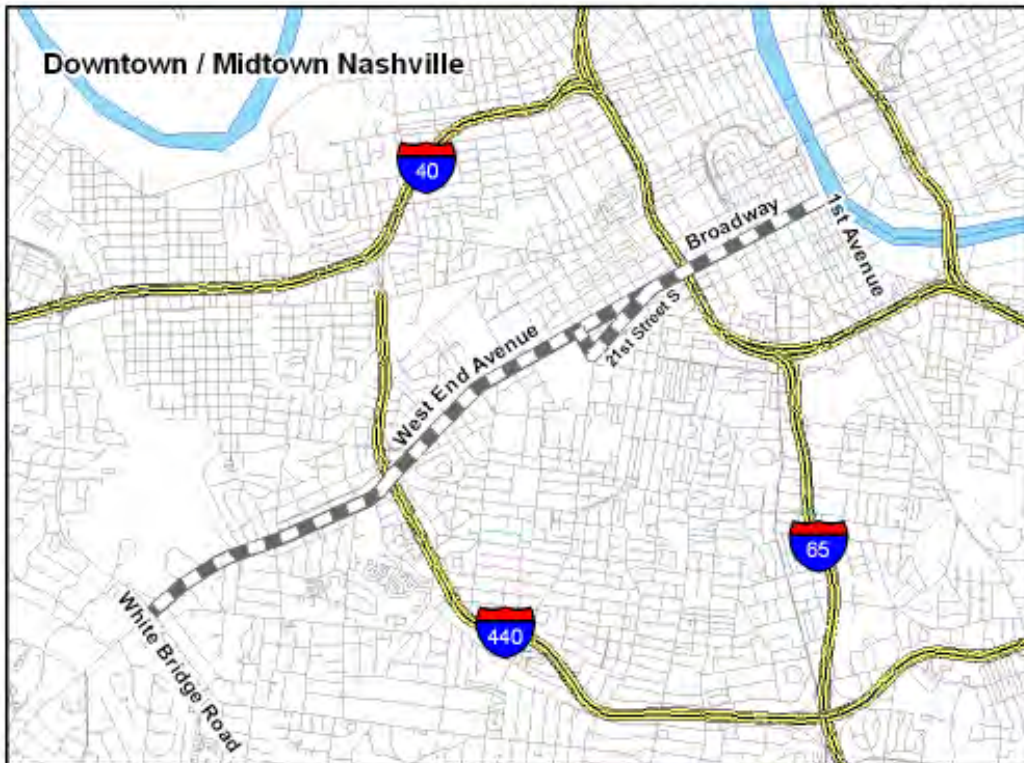 Downtown / Midtown Nashville
40
Broadway
1st Avenue
21st Street S
West End Avenue
65
White Bridge Road
440